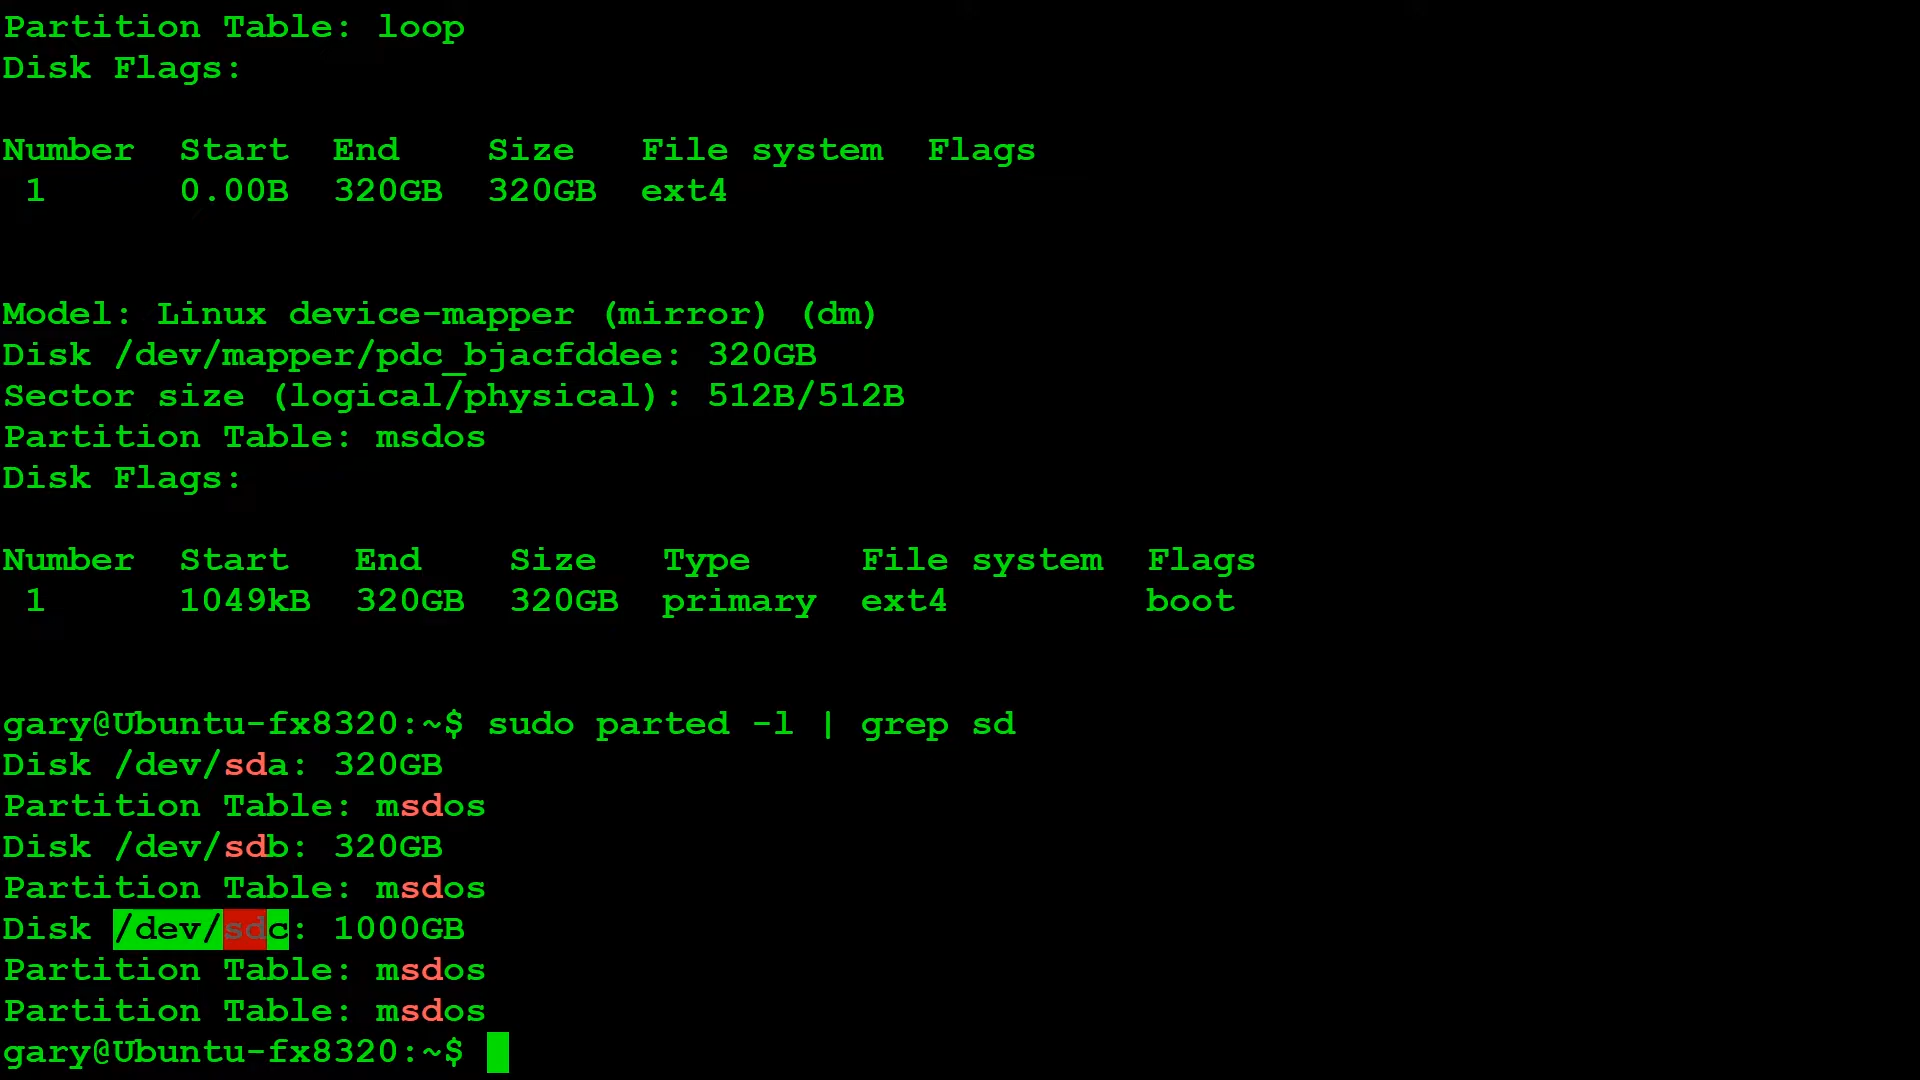 Partition Table: loop
Disk Flags:
Number  Start  End    Size   File system  Flags
 1      0.00B  320GB  320GB  ext4
Model: Linux device-mapper (mirror) (dm)
Disk /dev/mapper/pdc_bjacfddee: 320GB
Sector size (logical/physical): 512B/512B
Partition Table: msdos
Disk Flags:
Number  Start   End    Size   Type     File system  Flags
 1      1049kB  320GB  320GB  primary  ext4         boot
gary@Ubuntu-fx8320:~$ sudo parted -l | grep sd
Disk /dev/sda: 320GB
Partition Table: msdos
Disk /dev/sdb: 320GB
Partition Table: msdos
Disk /dev/sdc: 1000GB
Partition Table: msdos
Partition Table: msdos
gary@Ubuntu-fx8320:~$